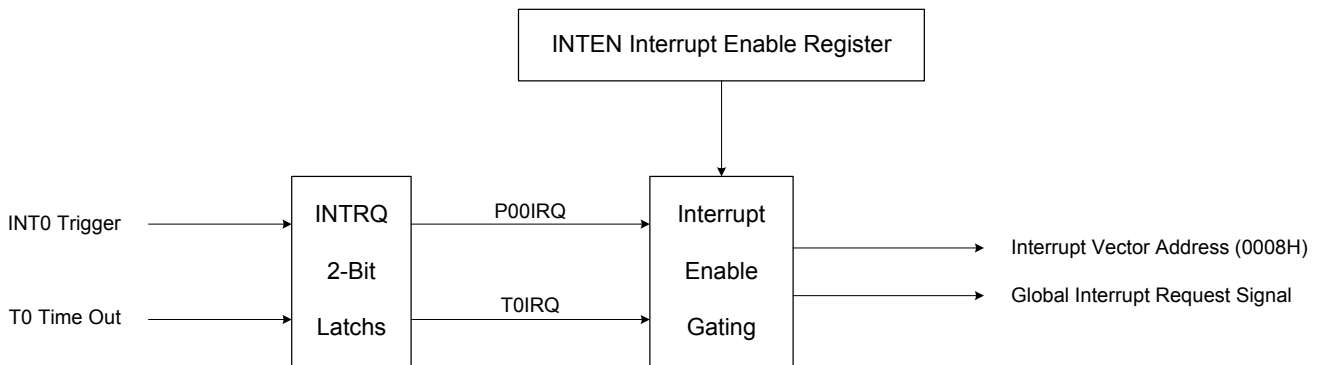 INTEN Interrupt Enable Register
INT0 Trigger
T0 Time Out
INTRQ
2-Bit
Latchs
P00IRQ
T0IRQ
Interrupt
Enable
Gating
Interrupt Vector Address (0008H)
Global Interrupt Request Signal